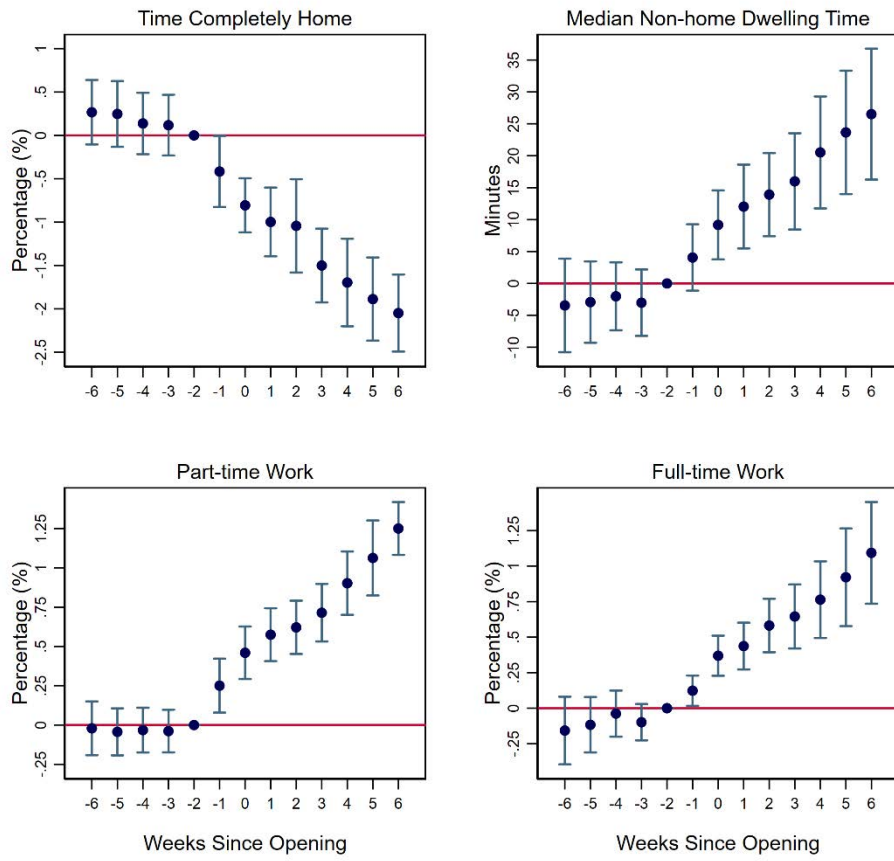 Time Completely Home
Percentage (%)
1
.5
0
-.5
-1
-1.5
-2
-2.5
-6 -5 -4 -3 -2 -1 0 1 2 3 4 5 6
Median Non-home Dwelling Time
Minutes
35
30
25
20
15
10
5
0
-5
-10
-6 -5 -4 -3 -2 -1 0 1 2 3 4 5 6
Part-time Work
Percentage (%)
1.25
1
.75
.5
.25
0
-.25
-6 -5 -4 -3 -2 -1 0 1 2 3 4 5 6
Weeks Since Opening
Full-time Work
Percentage (%)
1.25
1
.75
.5
.25
0
-.25
-6 -5 -4 -3 -2 -1 0 1 2 3 4 5 6
Weeks Since Opening